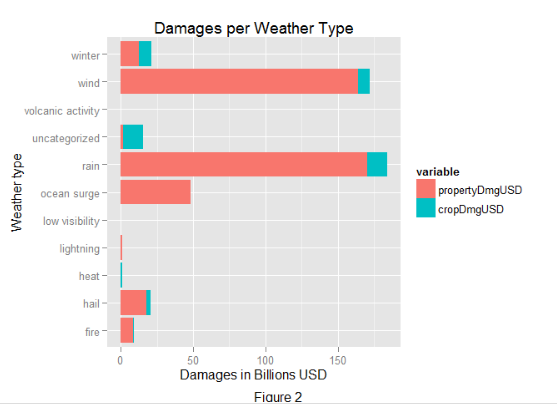 Damages per Weather Type
Weather type
winter
wind
volcanic activity
uncategorized
rain
ocean surge
low visibility
lightning
heat
hail
fire
0 50 100 150
Damages in Billions USD
variable
propertyDmgUSD
cropDmgUSD
Figure 2